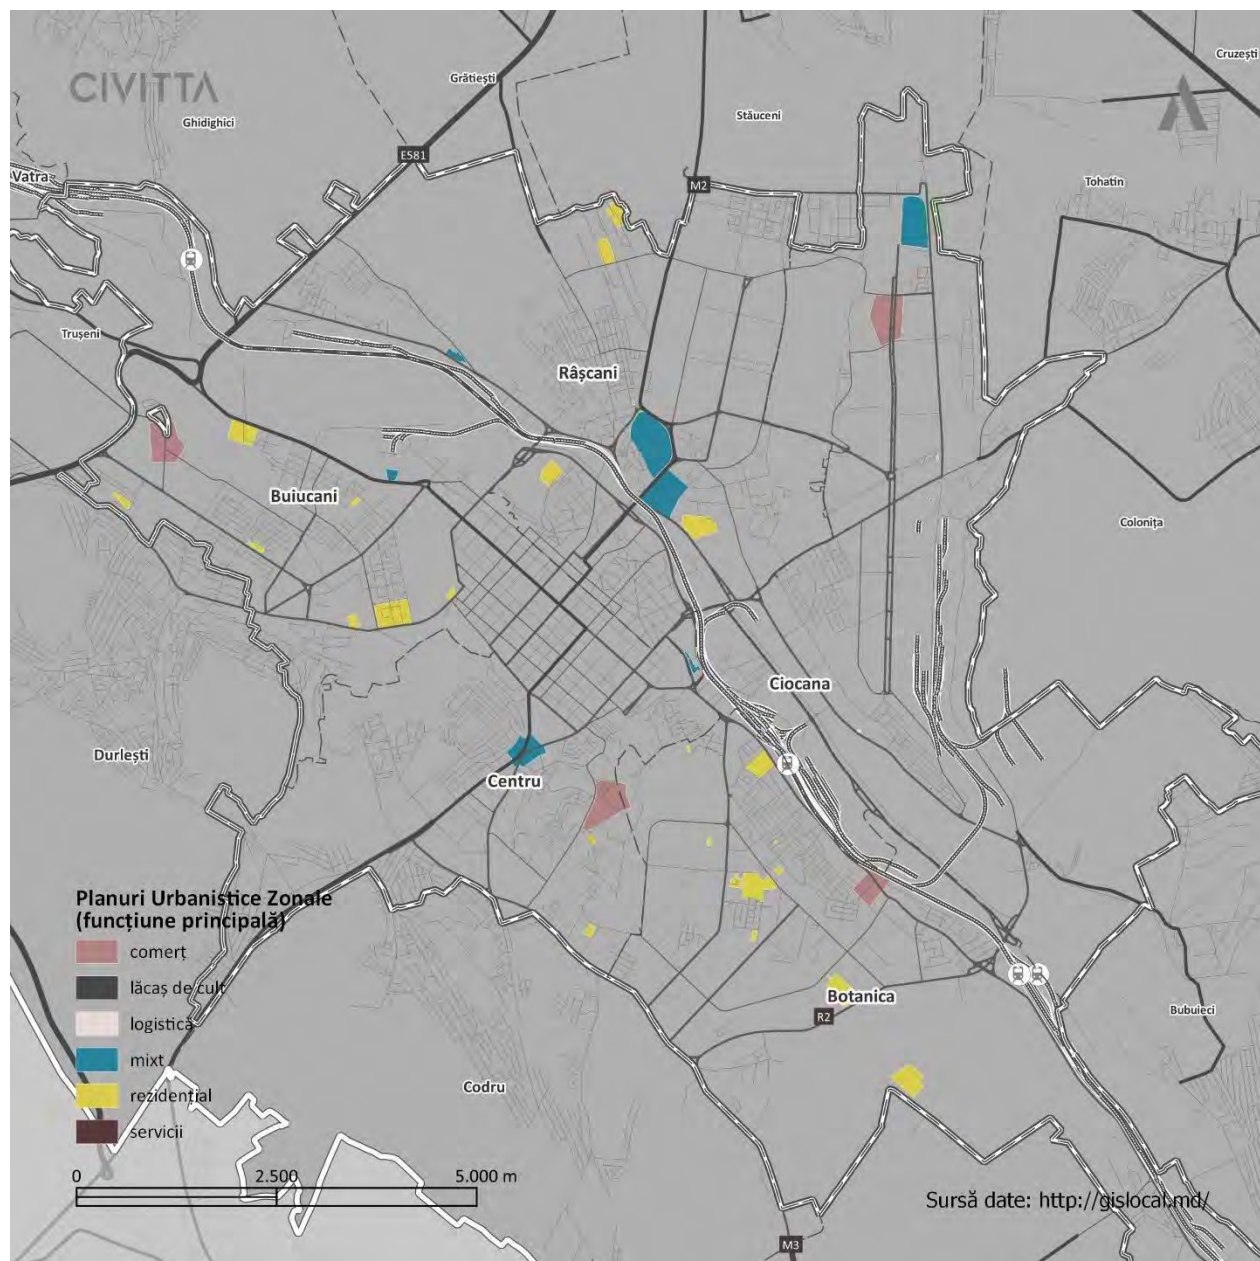 Cruzești
Grătiești
CIVITTA
Stăuceni
Ghidighici
E581
Vatra
M2
Tohatin
Trușeni
Râșcani
Buiucani
Colonița
Ciocana
Durlești
Centru
Planuri Urbanistice Zonale
(funcțiune principală)
comerț
lăcaș de cult
logistică
mixt
rezidențial
servicii
Botanica
R2
Bubuieci
Codru
0 2.500 5.000 m
Sursă date: http://gislocal.md/
M3